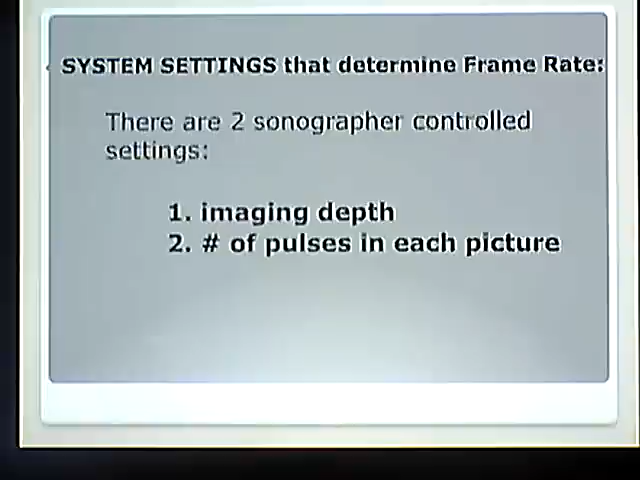 SYSTEM SETTINGS that determine Frame Rate:
There are 2 sonographer controlled
settings:
1. imaging depth
2. # of pulses in each picture